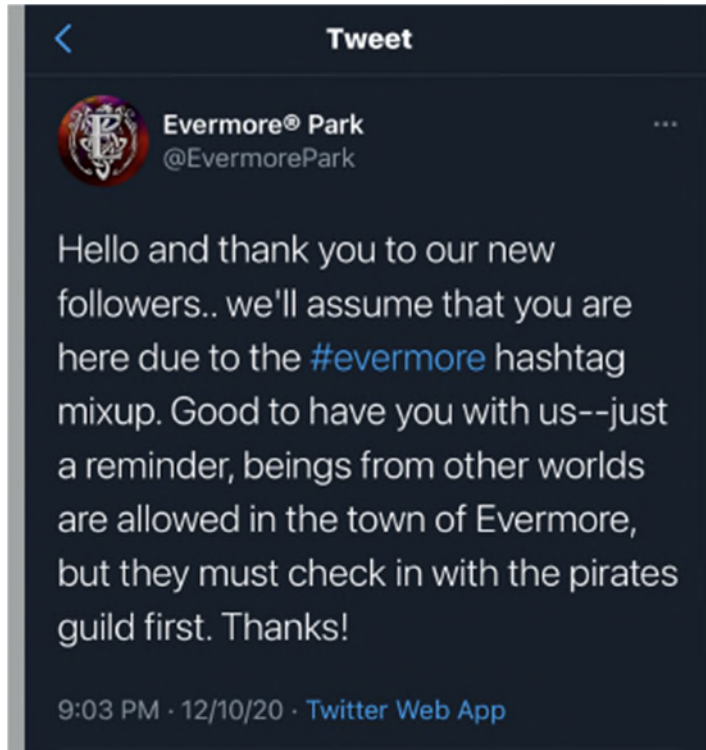 Tweet
Evermore® Park
@EvermorePark
Hello and thank you to our new
followers.. we'll assume that you are
here due to the #evermore hashtag
mixup. Good to have you with us--just
a reminder, beings from other worlds
are allowed in the town of Evermore,
but they must check in with the pirates
guild first. Thanks!
9:03 PM · 12/10/20 · Twitter Web App